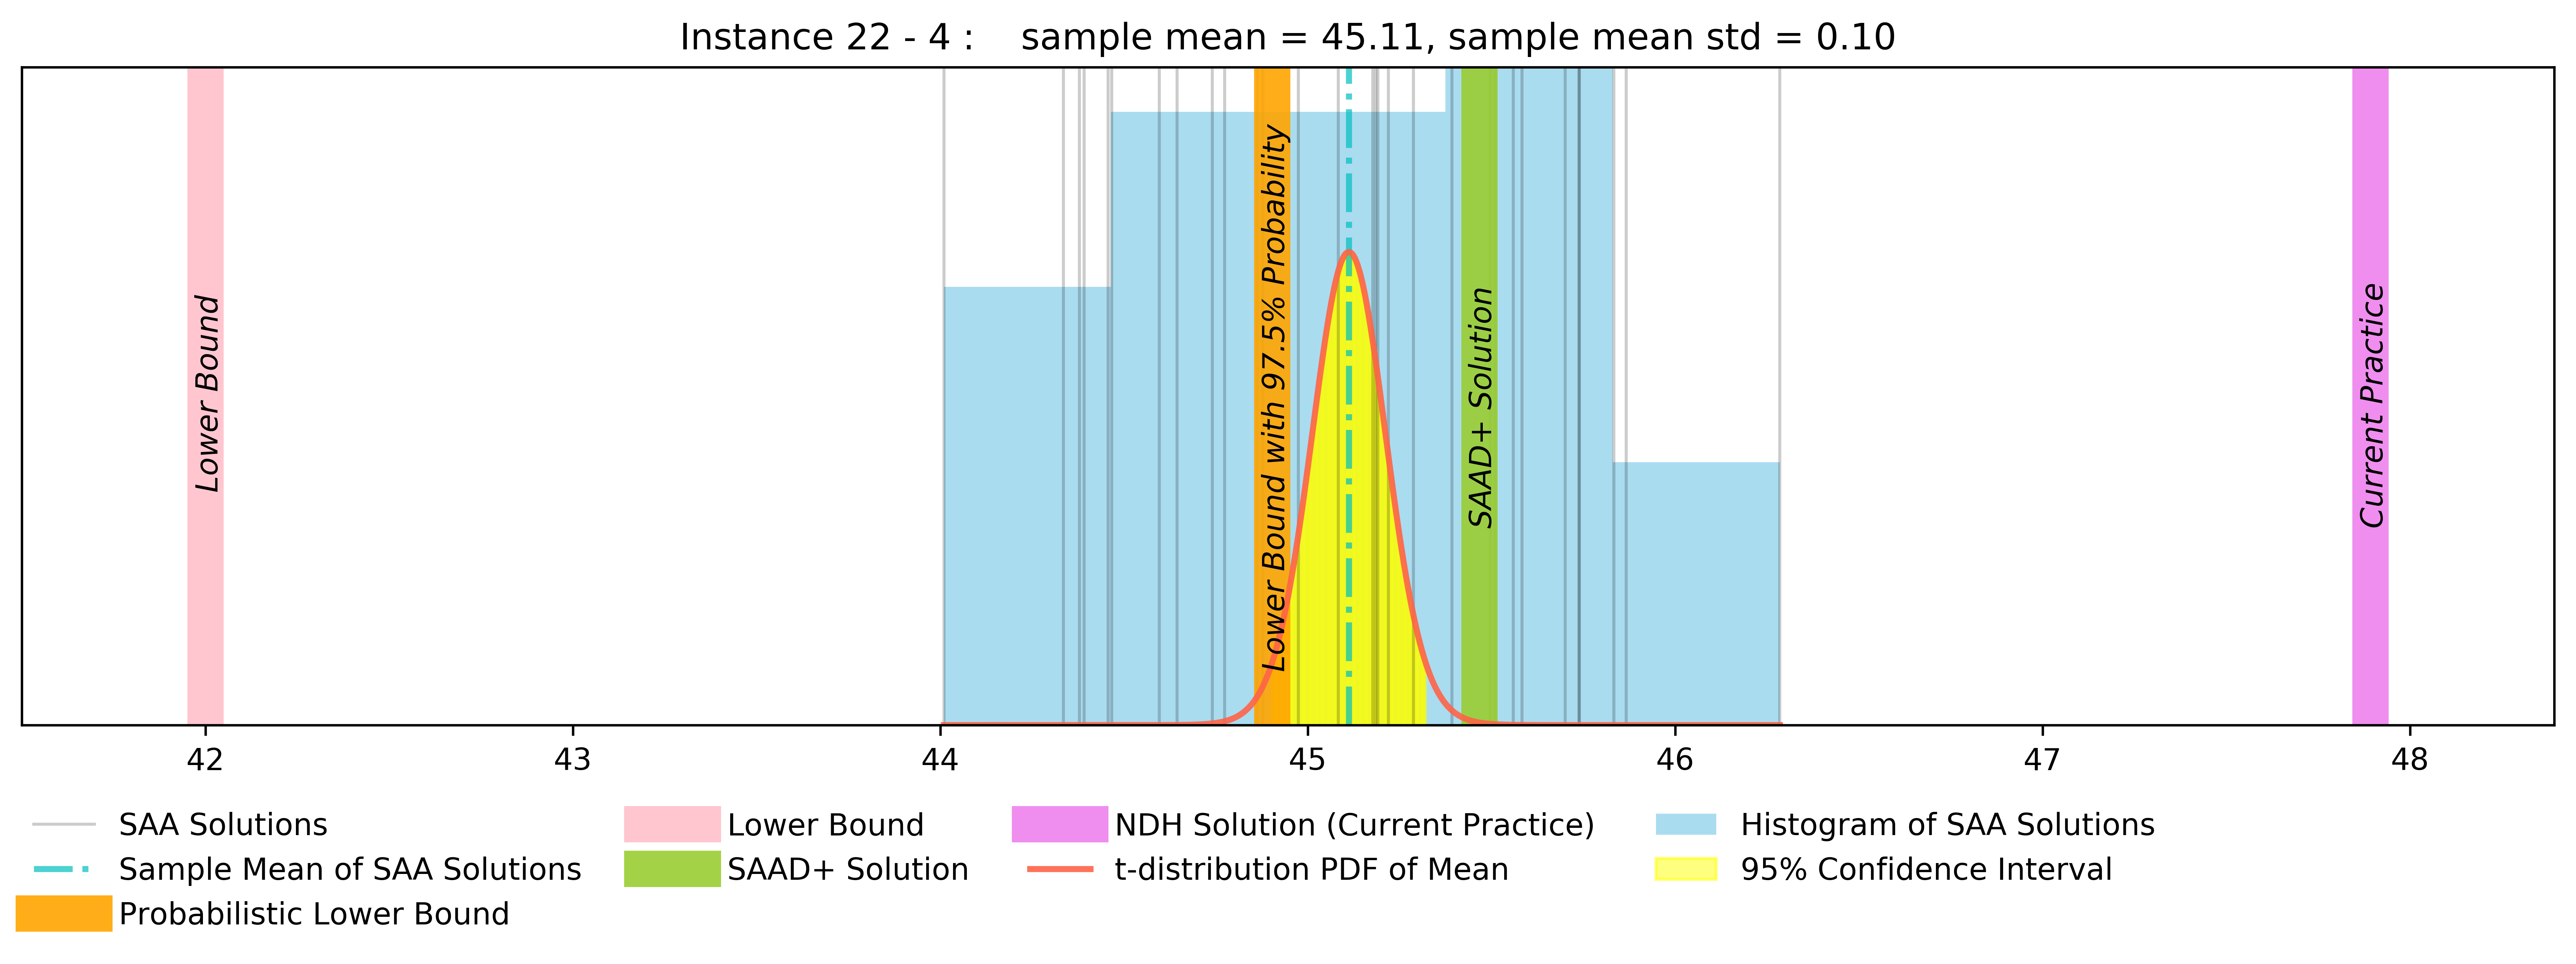 Instance 22 - 4 :    sample mean = 45.11, sample mean std = 0.10
Lower Bound
Lower Bound with 97.5% Probability
SAAD+ Solution
Current Practice
42 43 44 45 46 47 48
SAA Solutions
Sample Mean of SAA Solutions
Probabilistic Lower Bound
Lower Bound
SAAD+ Solution
NDH Solution (Current Practice)
t-distribution PDF of Mean
Histogram of SAA Solutions
95% Confidence Interval